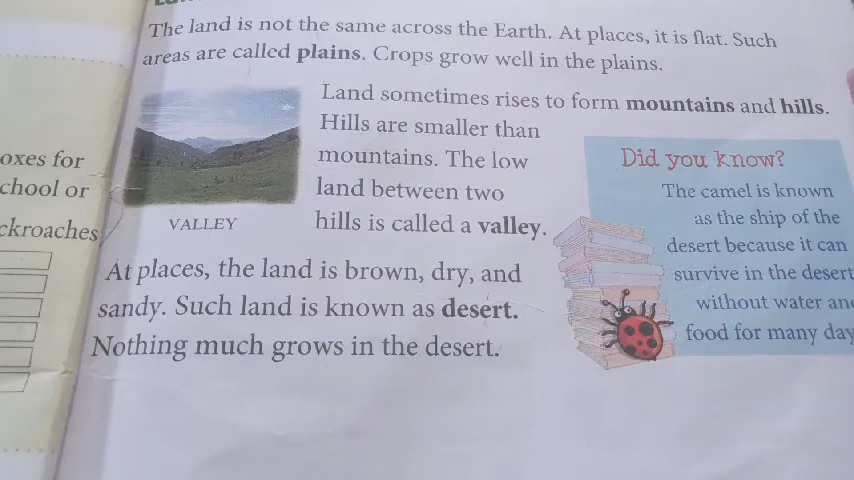 The land is not the same across the Earth. At places, it is flat. Such
areas are called plains. Crops grow well in the plains.
Land sometimes rises to form mountains and hills.
Hills are smaller than
mountains. The low
land between two
hills is called a valley.
VALLEY
At places, the land is brown, dry, and
sandy. Such land is known as desert.
Nothing much grows in the desert.
Did you know?
The camel is known
as the ship of the
desert because it can
survive in the desert
without water
food for many
oxes for
chool or
ckroaches